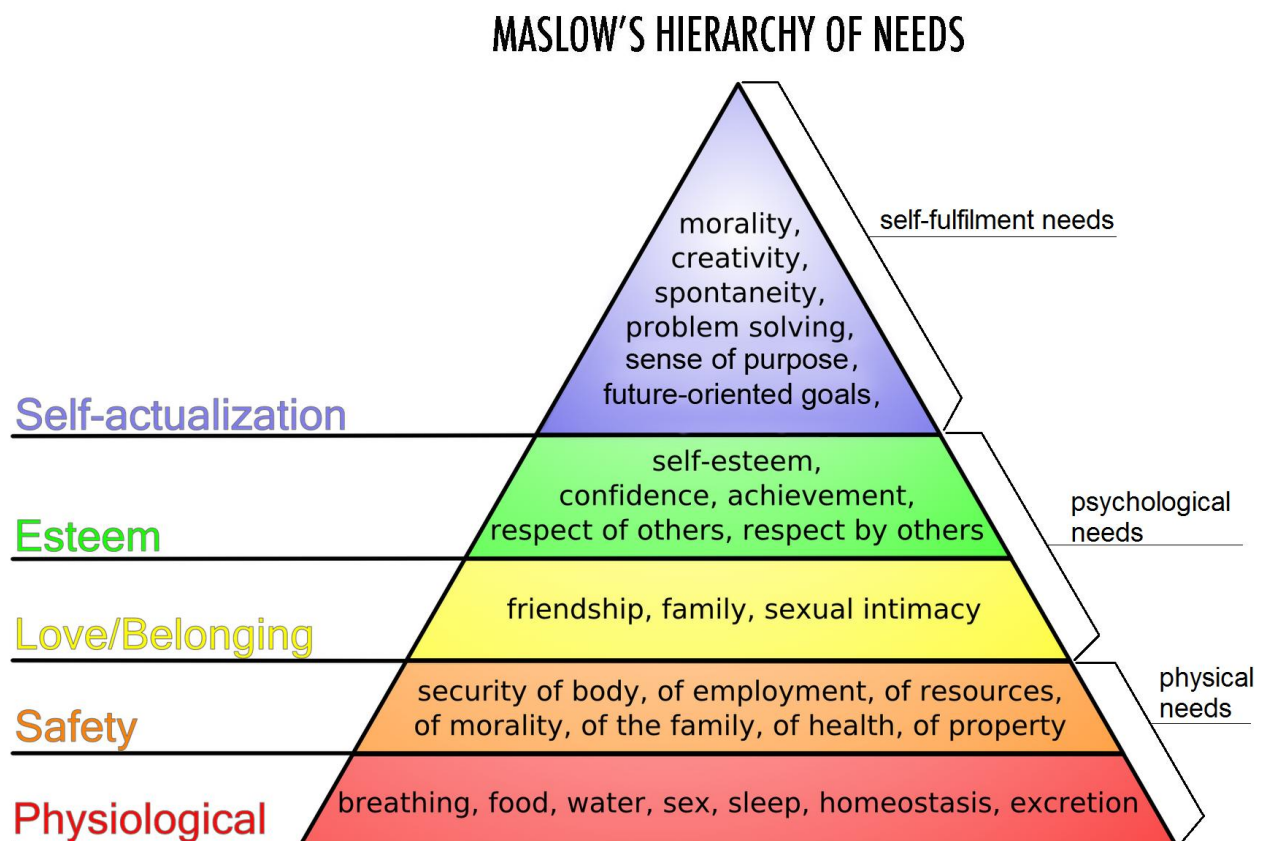 MASLOW'S HIERARCHY OF NEEDS
morality,
creativity,
spontaneity,
problem solving,
sense of purpose,
future-oriented goals,
self-fulfilment needs
Self-actualization
self-esteem,
confidence, achievement,
respect of others, respect by others
psychological
needs
Esteem
friendship, family, sexual intimacy
Love/Belonging
security of body, of employment, of resources,
of morality, of the family, of health, of property
physical
needs
Safety
breathing, food, water, sex, sleep, homeostasis, excretion
Physiological